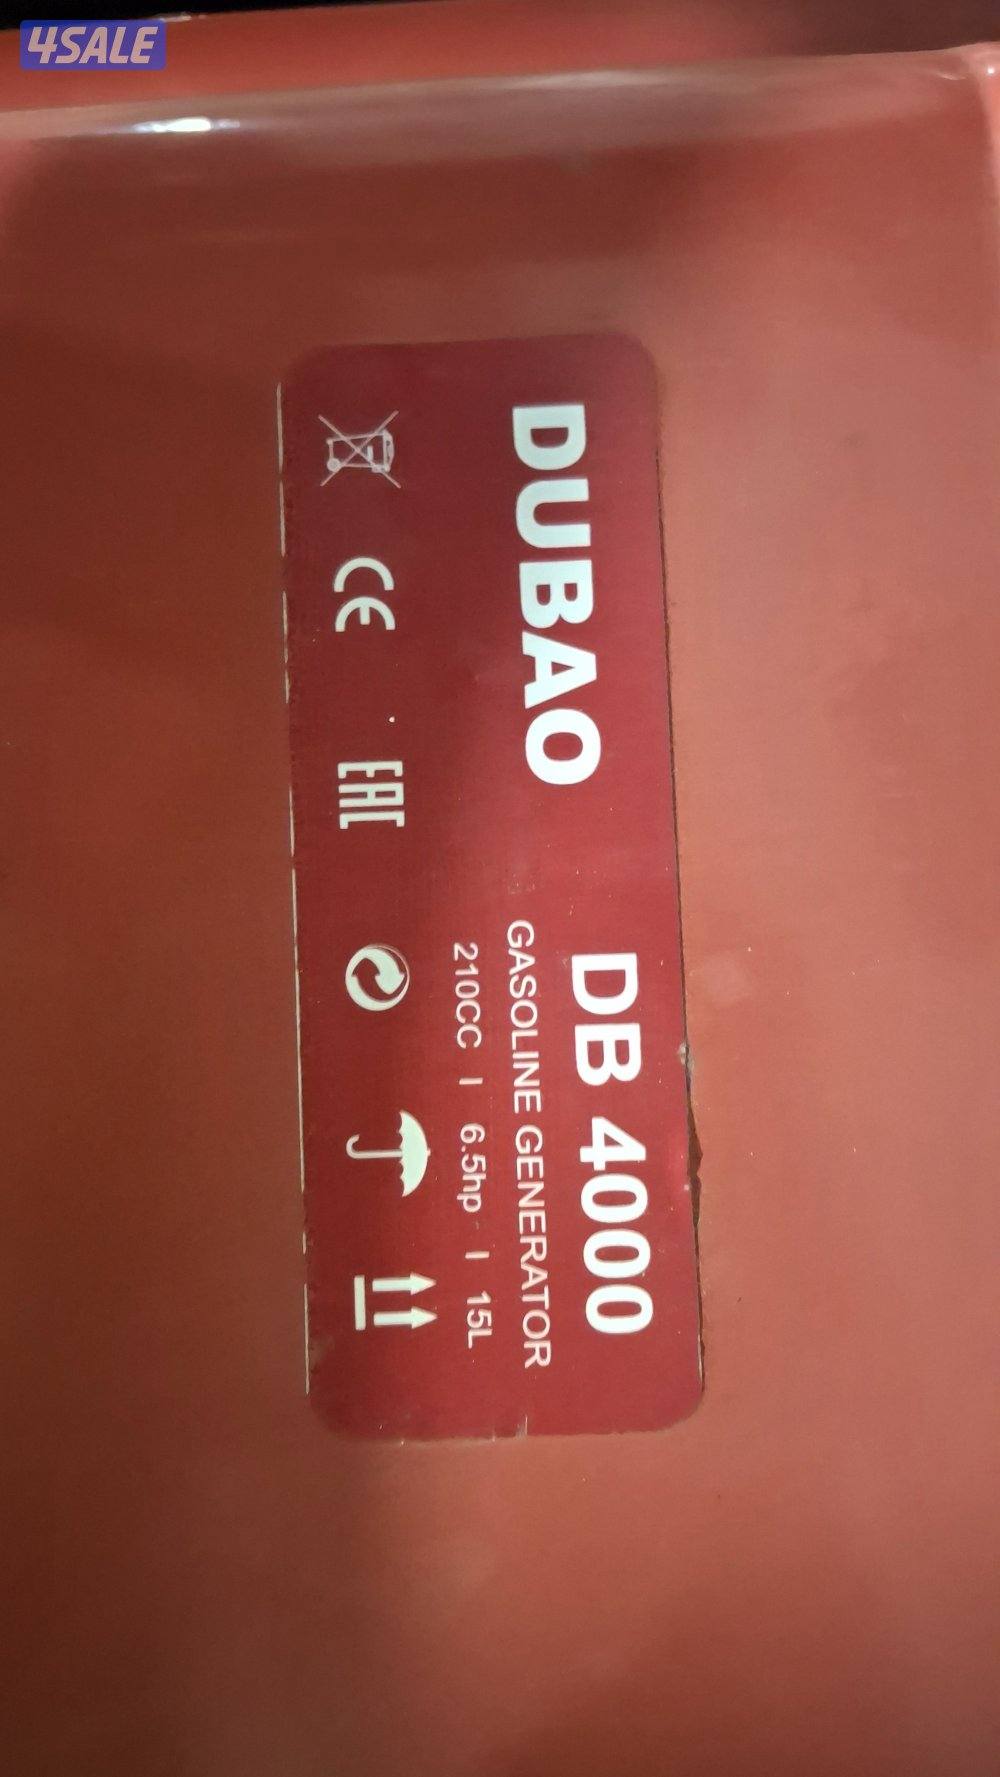 4SALE
DUBAO
DB 4000
GASOLINE GENERATOR
210CC | 6.5hp | 15L
CE
EAC